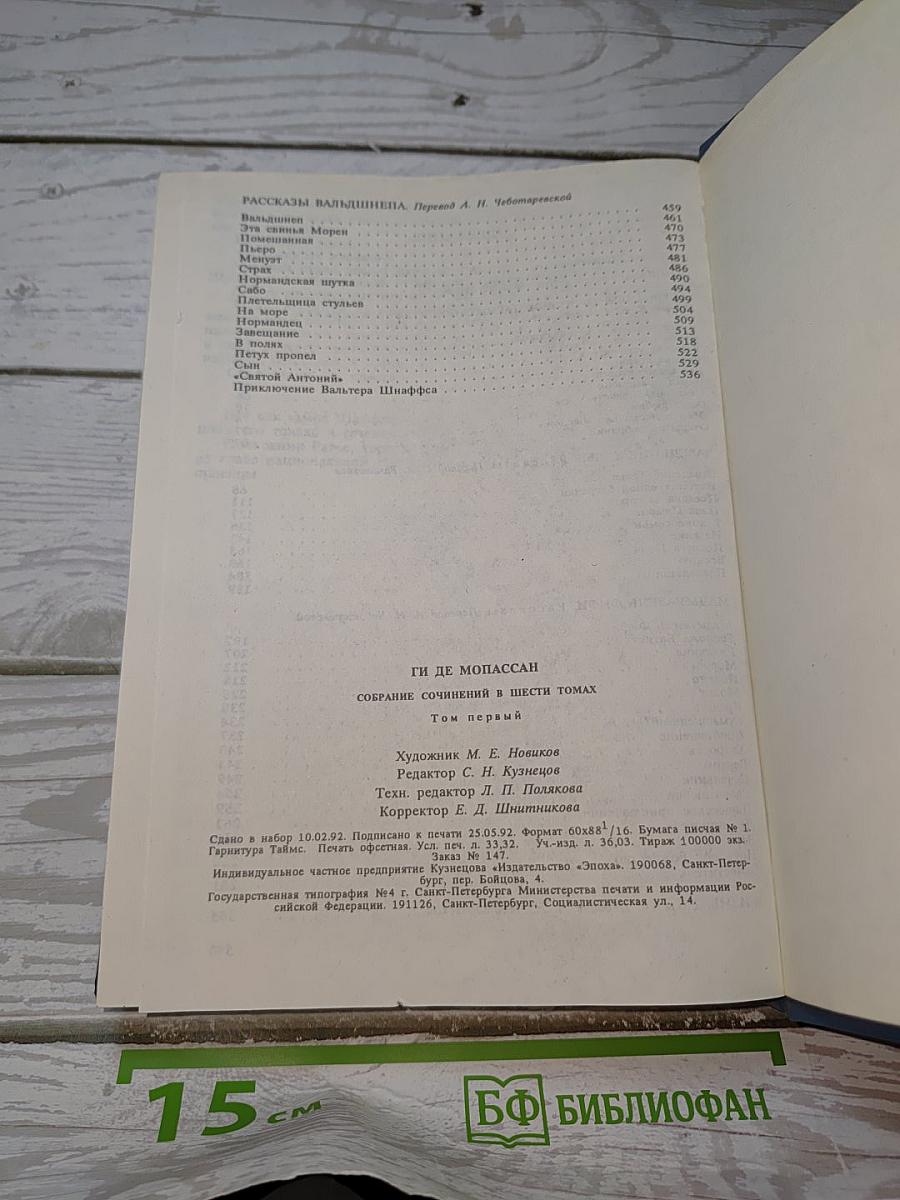 РАССКАЗЫ ВАЛЬДШНЕПА. Перевод А. Н. Чеботаревской
Вальдшнеп 459
Эта свинья Морен 461
Помешанная 470
Пьеро 473
Менуэт 477
Страх 481
Нормандская шутка 486
Сабо 490
Плетельщица стульев 494
На море 499
Нормандец 504
Завещание 509
В полях 513
Петух пропел 518
Сын 522
«Святой Антоний» 529
Приключение Вальтера Шнаффса 536
ГИ ДЕ МОПАССАН
СОБРАНИЕ СОЧИНЕНИЙ В ШЕСТИ ТОМАХ
Том первый
Художник М. Е. Новиков
Редактор С. Н. Кузнецов
Техн. редактор Л. П. Полякова
Корректор Е. Д. Шнитникова
Сдано в набор 10.02.92. Подписано к печати 25.05.92. Формат 60х88 1/16. Бумага писчая № 1.
Гарнитура Таймс. Печать офсетная. Усл. печ. л. 33,32. Уч.-изд. л. 36,03. Тираж 100000 экз.
Заказ № 147.
Индивидуальное частное предприятие Кузнецова «Издательство «Эпоха». 190068, Санкт-Петер-
бург, пер. Бойцова, 4.
Государственная типография №4 г. Санкт-Петербурга Министерства печати и информации Рос-
сийской Федерации. 191126, Санкт-Петербург, Социалистическая ул., 14.
15 см
БФ БИБЛИОФАН